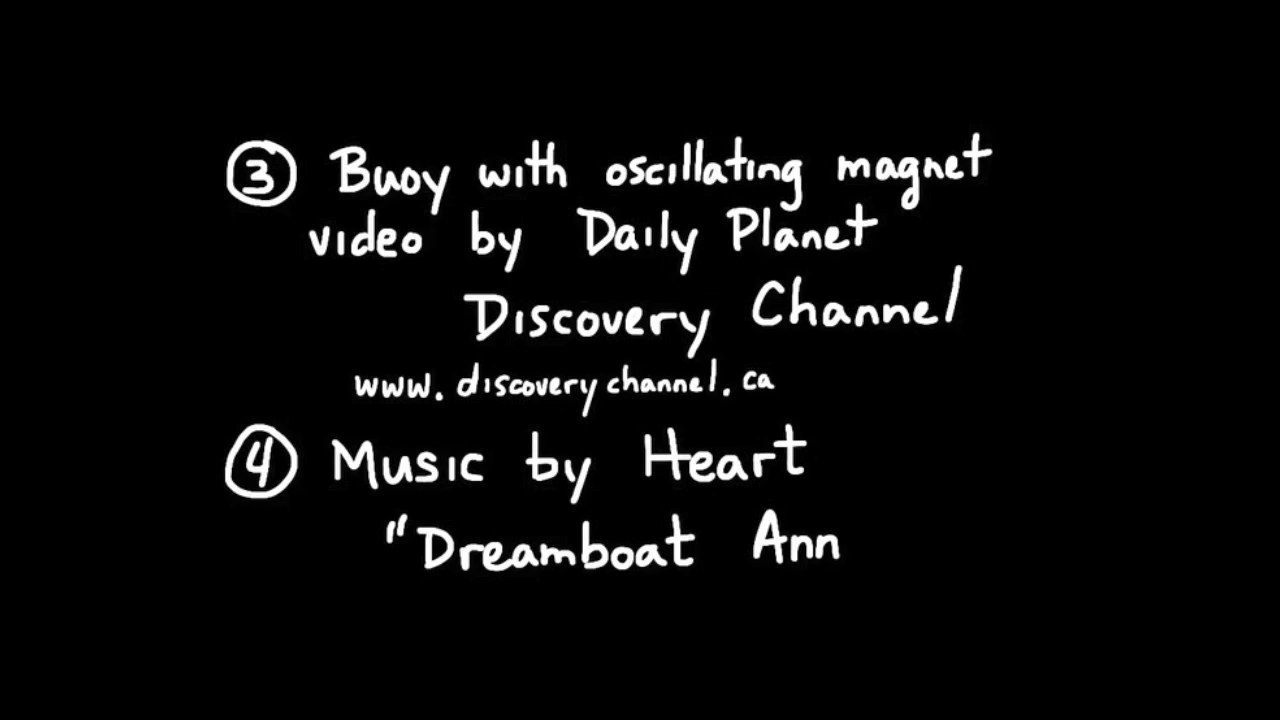 ③ Buoy with oscillating magnet
video by Daily Planet
Discovery Channel
www.discoverychannel.ca
④ Music by Heart
"Dreamboat Ann